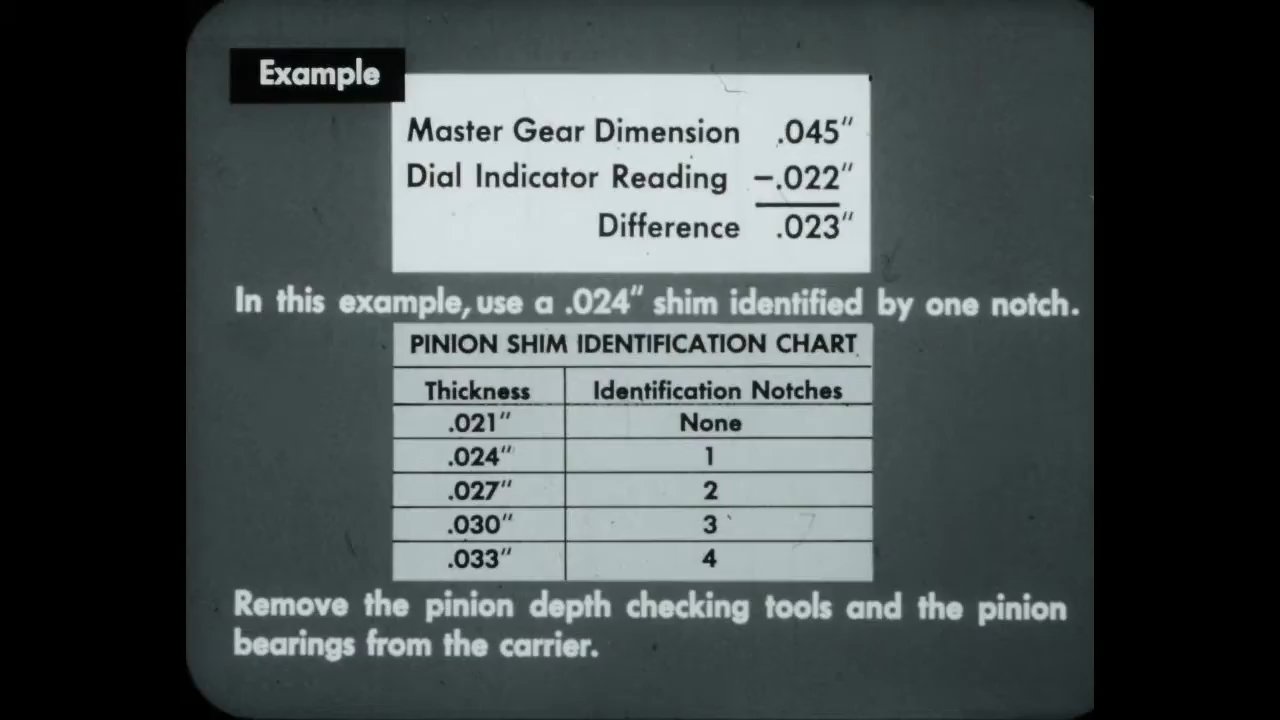 Example
Master Gear Dimension .045"
Dial Indicator Reading –.022"
Difference .023"
In this example, use a .024" shim identified by one notch.
PINION SHIM IDENTIFICATION CHART
Thickness Identification Notches
.021" None
.024" 1
.027" 2
.030" 3
.033" 4
Remove the pinion depth checking tools and the pinion
bearings from the carrier.